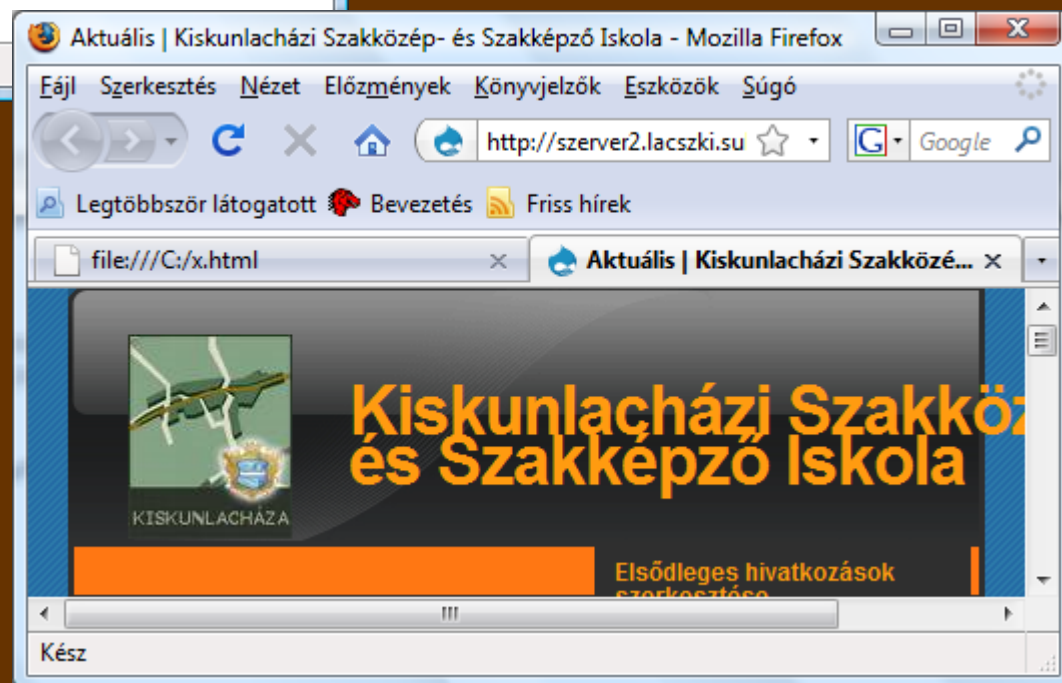 Aktuális | Kiskunlacházi Szakközép- és Szakképző Iskola - Mozilla Firefox
Fájl Szerkesztés Nézet Előzmények Könyvjelzők Eszközök Súgó
http://szerver2.lacszki.su Google
Legtöbbször látogatott Bevezetés Friss hírek
file:///C:/x.html Aktuális | Kiskunlacházi Szakközé...
Kiskunlacházi Szakköz
és Szakképző Iskola
KISKUNLACHÁZA
Elsődleges hivatkozások
szerkesztése
Kész